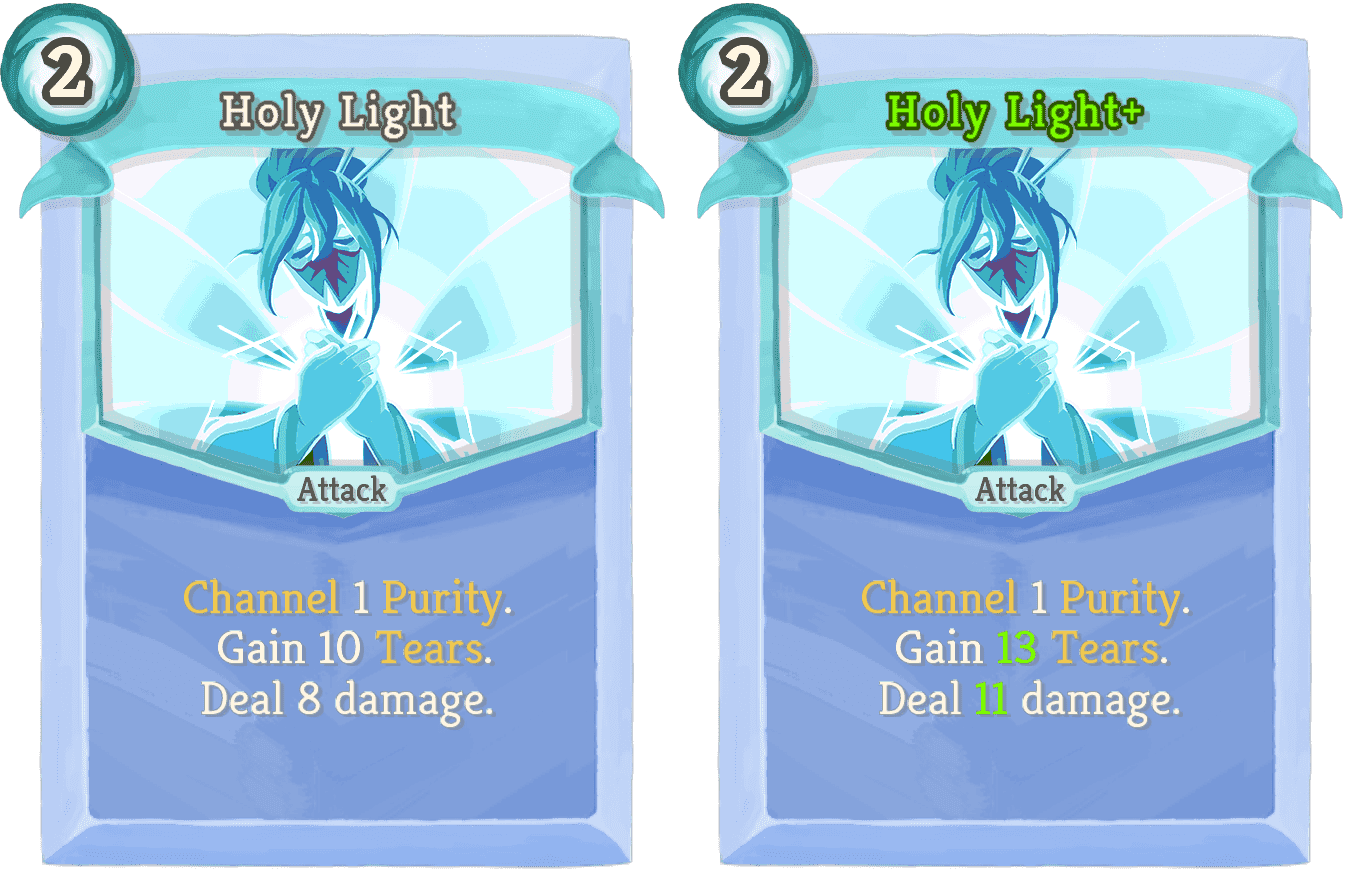 2
Holy Light
Attack
Channel 1 Purity.
Gain 10 Tears.
Deal 8 damage.
2
Holy Light+
Attack
Channel 1 Purity.
Gain 13 Tears.
Deal 11 damage.